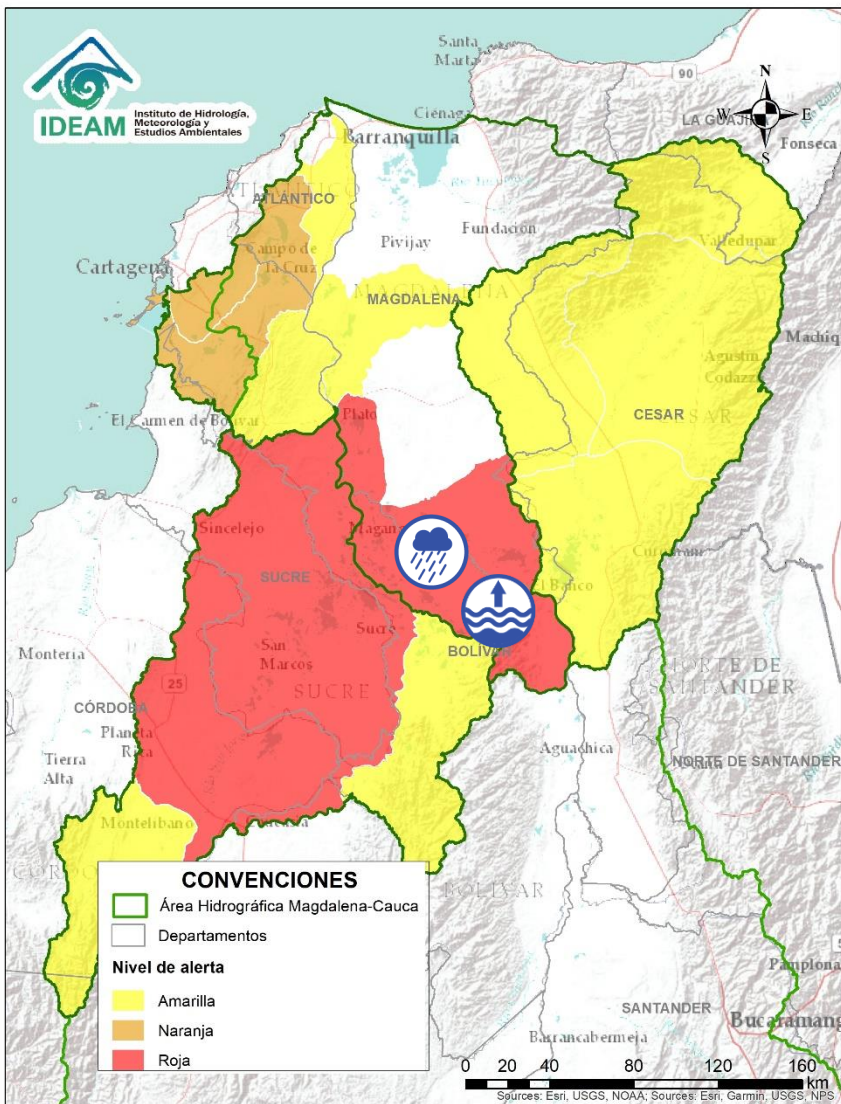 Santa
Marta
90
N
W
E
S
LA GUAJIRA
IDEAM
Instituto de Hidrología,
Meteorología y
Estudios Ambientales
Ciénaga
Barranquilla
Fonseca
ATLÁNTICO
Campo de
la Cruz
Pivijay
Fundación
Valledupar
Cartagena
MAGDALENA
Machiq
Agustín
Codazzi
El Carmen de Bolívar
Plato
CESAR
Sincelejo
SUCRE
El Banco
Sucre
San
Marcos
BOLÍVAR
SUCRE
Montería
25
CÓRDOBA
Planeta
Rica
Tierra
Alta
NORTE DE
SANTANDER
Aguachica
NORTE DE SANTANDER
Montelíbano
BOLÍVAR
CONVENCIONES
Área Hidrográfica Magdalena-Cauca
Departamentos
Nivel de alerta
Amarilla
Naranja
Roja
Pamplona
SANTANDER
Bucaramang
Barrancabermeja
0 20 40 80 120 160
km
Sources: Esri, USGS, NOAA; Sources: Esri, Garmin, USGS, NPS